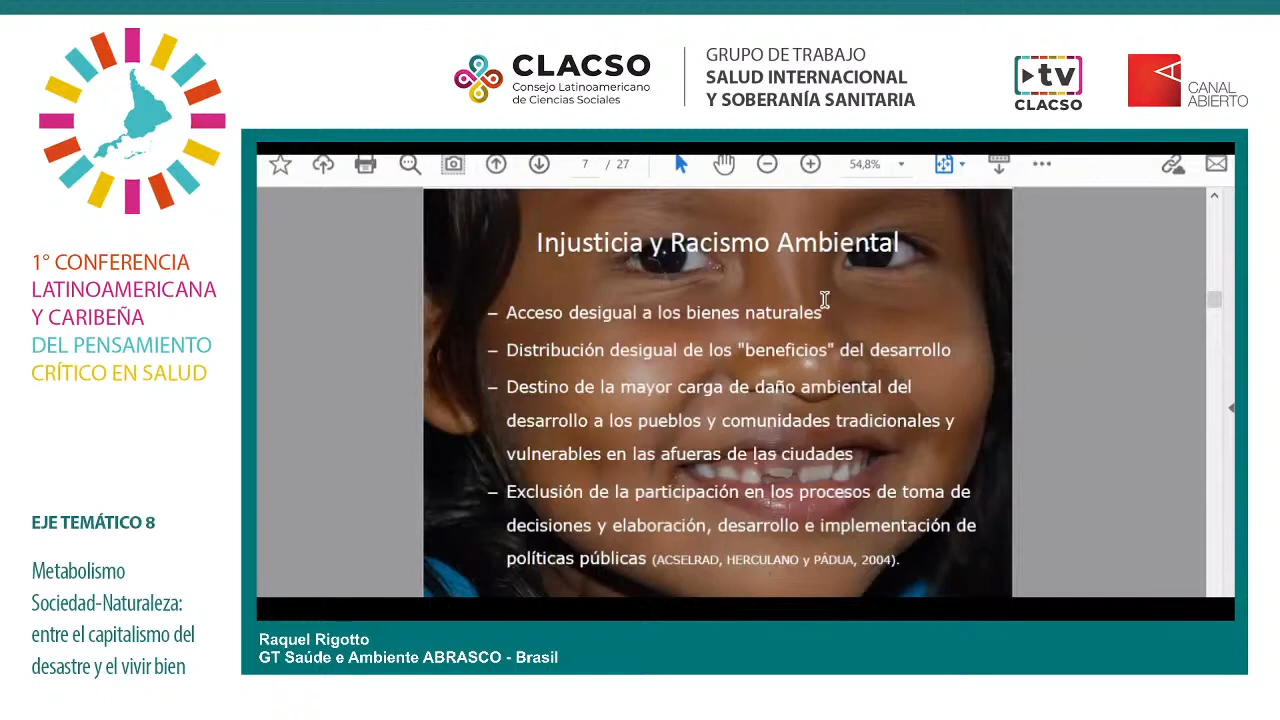 CLACSO
Consejo Latinoamericano
de Ciencias Sociales
GRUPO DE TRABAJO
SALUD INTERNACIONAL
Y SOBERANÍA SANITARIA
tv
CLACSO
CANAL
ABIERTO
1° CONFERENCIA
LATINOAMERICANA
Y CARIBEÑA
DEL PENSAMIENTO
CRÍTICO EN SALUD
EJE TEMÁTICO 8
Metabolismo
Sociedad-Naturaleza:
entre el capitalismo del
desastre y el vivir bien
7 / 27
54,8%
Injusticia y Racismo Ambiental
– Acceso desigual a los bienes naturales
– Distribución desigual de los "beneficios" del desarrollo
– Destino de la mayor carga de daño ambiental del
desarrollo a los pueblos y comunidades tradicionales y
vulnerables en las afueras de las ciudades
– Exclusión de la participación en los procesos de toma de
decisiones y elaboración, desarrollo e implementación de
políticas públicas (ACSELRAD, HERCULANO y PÁDUA, 2004).
Raquel Rigotto
GT Saúde e Ambiente ABRASCO - Brasil